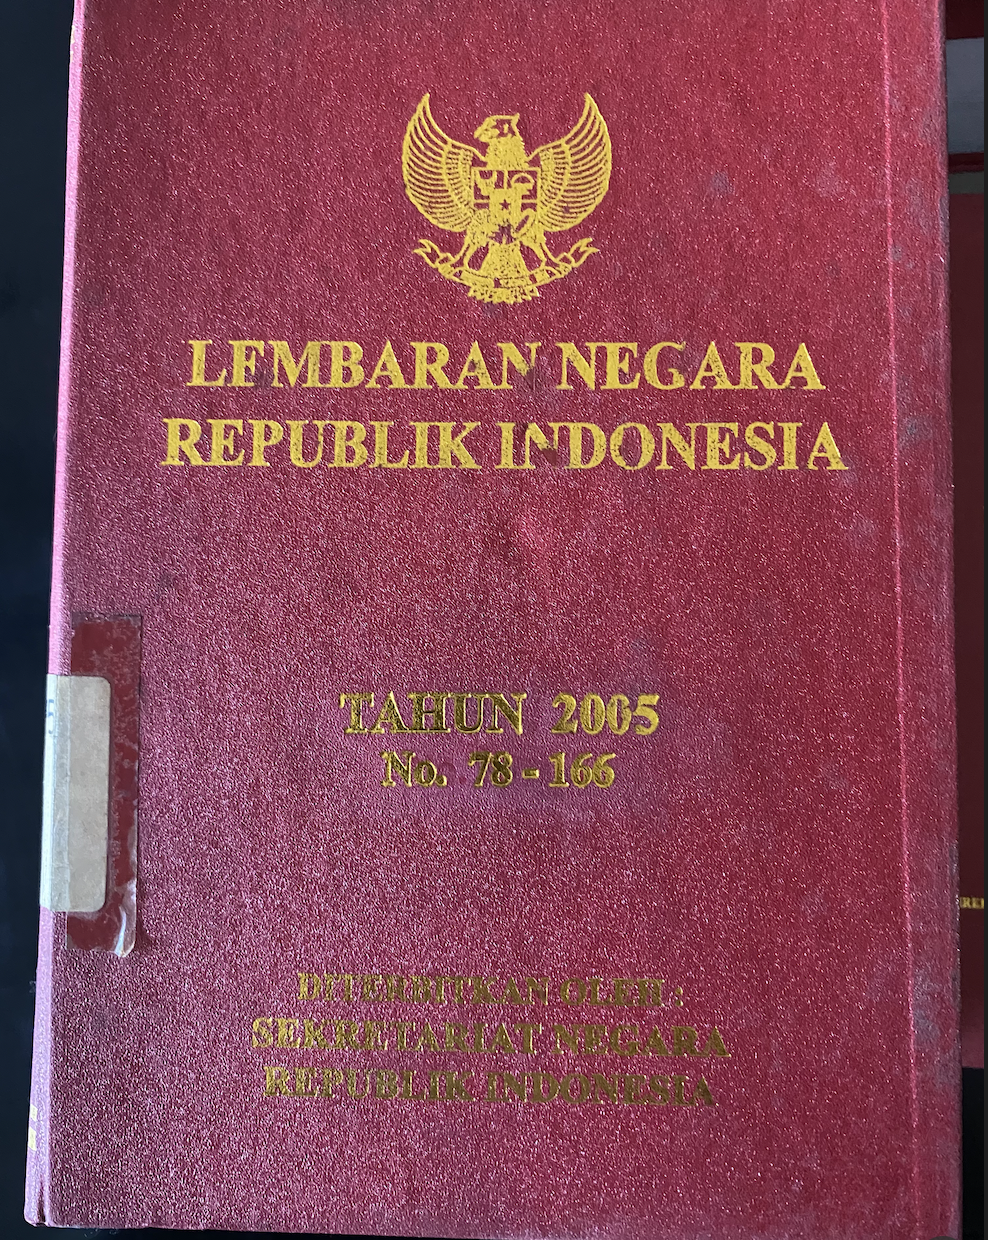 LEMBARAN NEGARA
REPUBLIK INDONESIA
TAHUN 2005
No. 78 - 166
DITERBITKAN OLEH :
SEKRETARIAT NEGARA
REPUBLIK INDONESIA